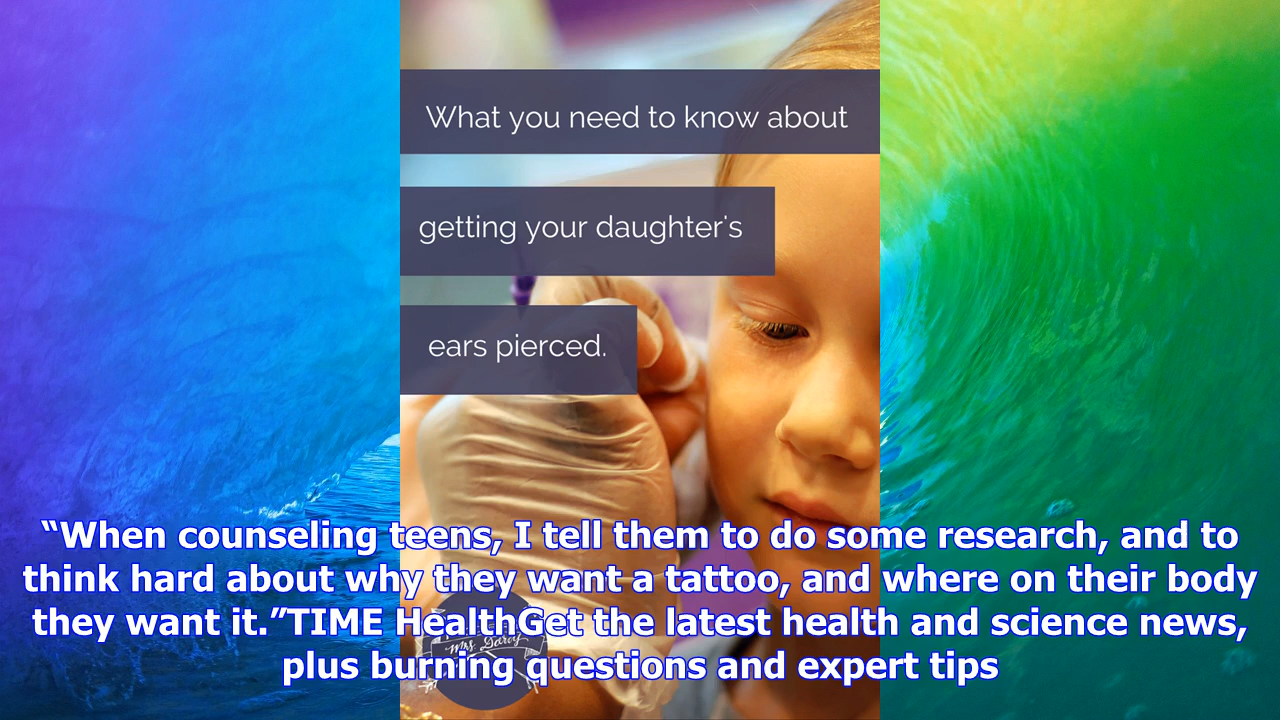 What you need to know about
getting your daughter's
ears pierced.
“When counseling teens, I tell them to do some research, and to
think hard about why they want a tattoo, and where on their body
they want it.”TIME HealthGet the latest health and science news,
plus burning questions and expert tips
Mrs. Darcy